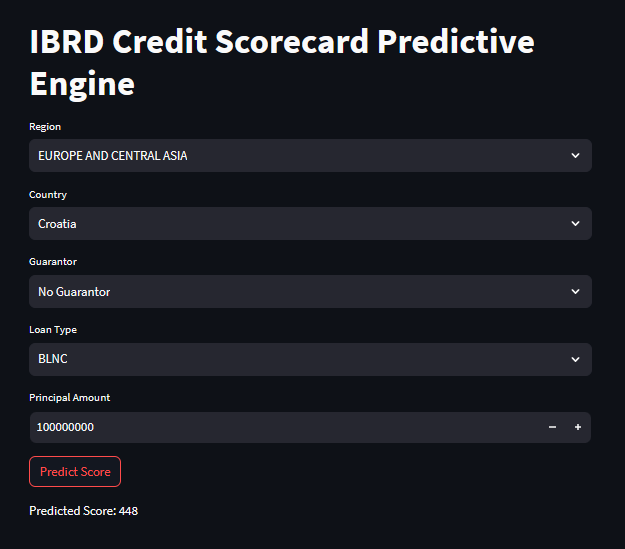 IBRD Credit Scorecard Predictive
Engine
Region
EUROPE AND CENTRAL ASIA
Country
Croatia
Guarantor
No Guarantor
Loan Type
BLNC
Principal Amount
100000000
Predict Score
Predicted Score: 448